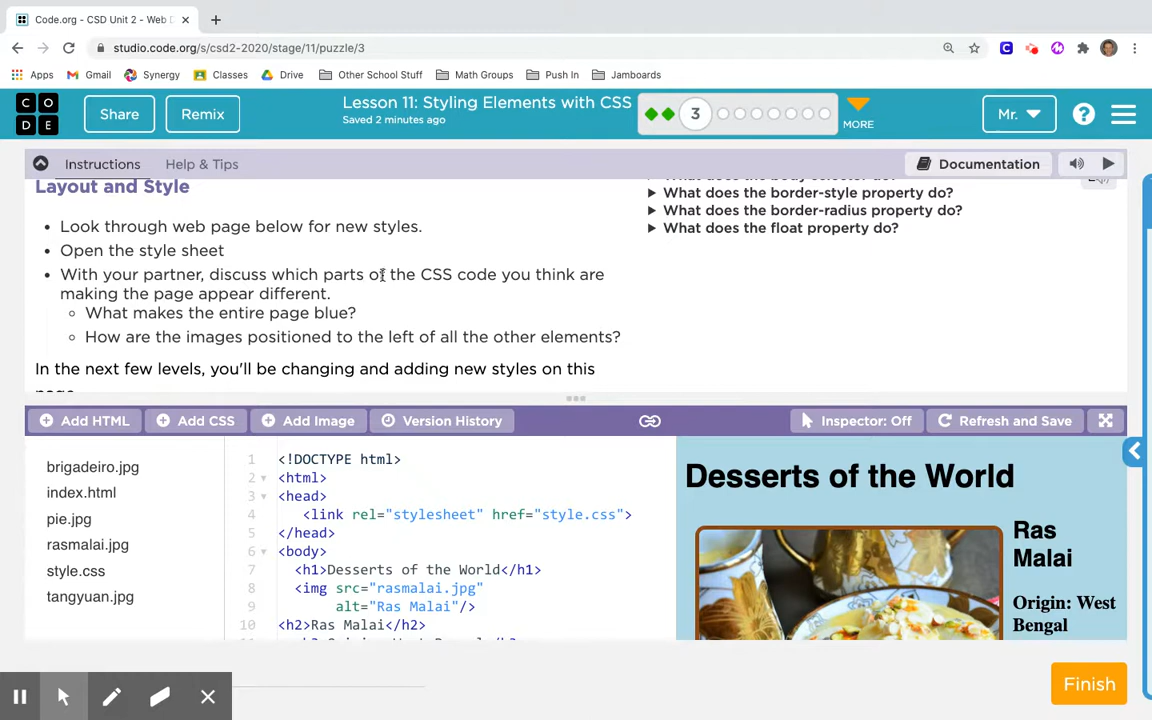 Code.org - CSD Unit 2 - Web D
studio.code.org/s/csd2-2020/stage/11/puzzle/3
Apps Gmail Synergy Classes Drive Other School Stuff Math Groups Push In Jamboards
C O D E
Share
Remix
Lesson 11: Styling Elements with CSS
Saved 2 minutes ago
3
MORE
Mr.
Instructions Help & Tips
Documentation
Layout and Style
Look through web page below for new styles.
Open the style sheet
With your partner, discuss which parts of the CSS code you think are
making the page appear different.
What makes the entire page blue?
How are the images positioned to the left of all the other elements?
In the next few levels, you'll be changing and adding new styles on this
page
What does the body selector do?
What does the border-style property do?
What does the border-radius property do?
What does the float property do?
Add HTML Add CSS Add Image Version History Inspector: Off Refresh and Save
brigadeiro.jpg
index.html
pie.jpg
rasmalai.jpg
style.css
tangyuan.jpg
1 <!DOCTYPE html>
2 <html>
3 <head>
4 <link rel="stylesheet" href="style.css">
5 </head>
6 <body>
7 <h1>Desserts of the World</h1>
8 <img src="rasmalai.jpg"
9 alt="Ras Malai"/>
10 <h2>Ras Malai</h2>
Desserts of the World
Ras
Malai
Origin: West
Bengal
Finish